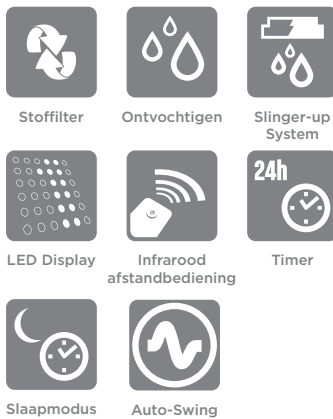 Stoffilter
Ontvochtigen
Slinger-up
System
24h
LED Display
Infrarood
afstandbediening
Timer
Slaapmodus
Auto-Swing